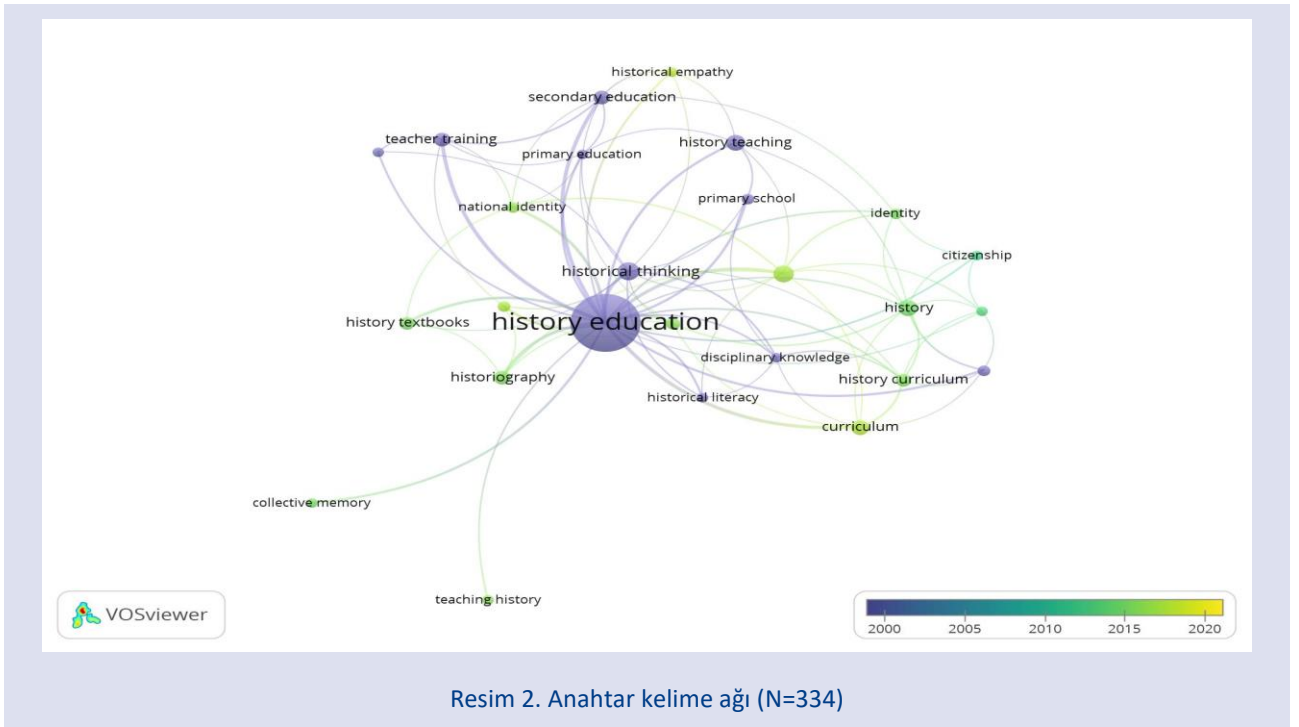 historical empathy
secondary education
teacher training
history teaching
primary education
primary school
national identity
identity
citizenship
historical thinking
history
history textbooks
history education
disciplinary knowledge
historiography
history curriculum
historical literacy
curriculum
collective memory
teaching history
VOSviewer
2000 2005 2010 2015 2020
Resim 2. Anahtar kelime ağı (N=334)